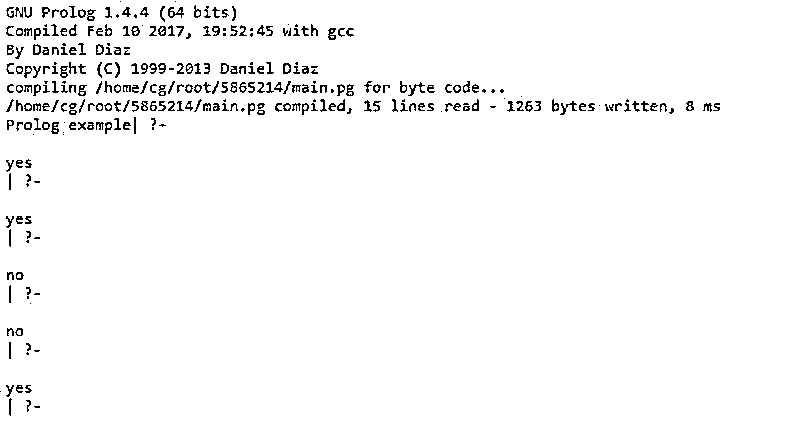 GNU Prolog 1.4.4 (64 bits)
Compiled Feb 10 2017, 19:52:45 with gcc
By Daniel Diaz
Copyright (C) 1999-2013 Daniel Diaz
compiling /home/cg/root/5865214/main.pg for byte code...
/home/cg/root/5865214/main.pg compiled, 15 lines read - 1263 bytes written, 8 ms
Prolog example| ?-
yes
| ?-
yes
| ?-
no
| ?-
no
| ?-
yes
| ?-